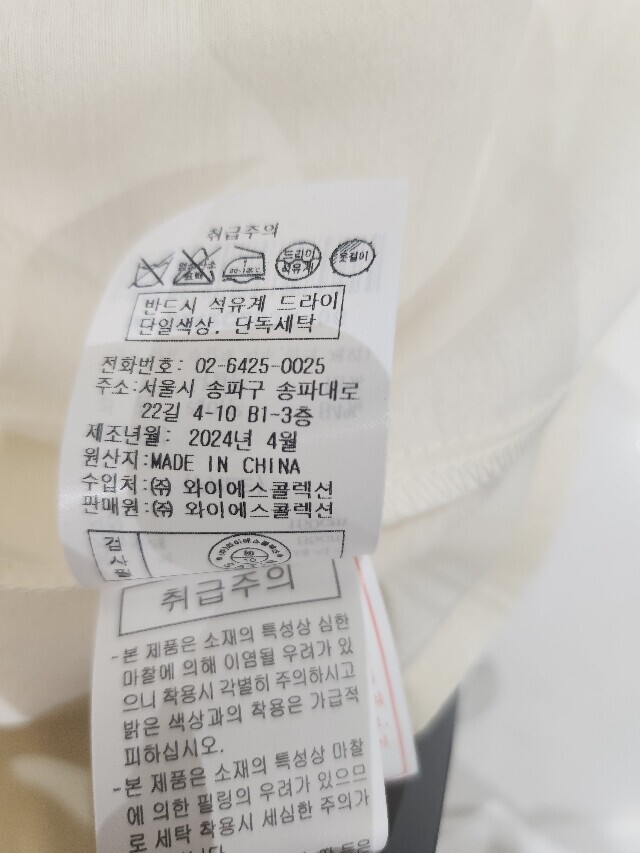 취급주의
드라이
석유계
옷걸이
반드시 석유계 드라이
단일색상, 단독세탁
전화번호: 02-6425-0025
주소:서울시 송파구 송파대로
22길 4-10 B1-3층
제조년월: 2024년 4월
원산지:MADE IN CHINA
수입처:㈜ 와이에스콜렉션
판매원:㈜ 와이에스콜렉션
검사필
취급주의
-본 제품은 소재의 특성상 심한
마찰에 의해 이염될 우려가 있
으니 착용시 각별히 주의하시고
밝은 색상과의 착용은 가급적
피하십시오.
-본 제품은 소재의 특성상 마찰
에 의한 필링의 우려가 있으므
로 세탁 착용시 세심한 주의가